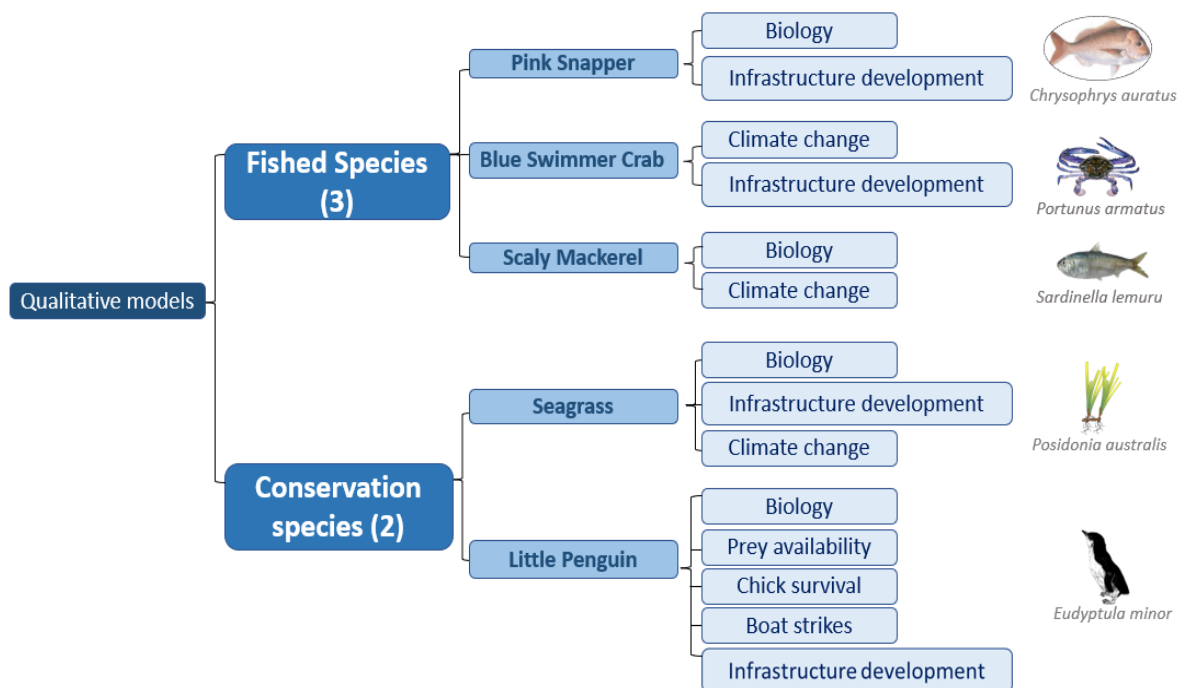 Qualitative models
Fished Species
(3)
Pink Snapper
Biology
Infrastructure development
Chrysophrys auratus
Blue Swimmer Crab
Climate change
Infrastructure development
Portunus armatus
Scaly Mackerel
Biology
Climate change
Sardinella lemuru
Conservation
species (2)
Seagrass
Biology
Infrastructure development
Climate change
Posidonia australis
Little Penguin
Biology
Prey availability
Chick survival
Boat strikes
Infrastructure development
Eudyptula minor